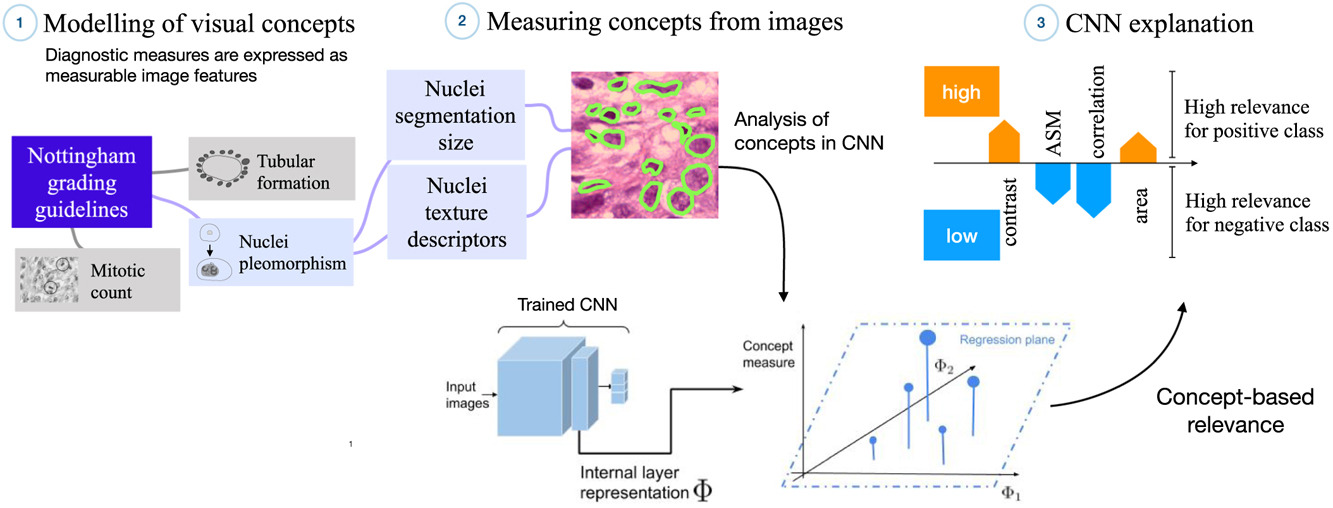 1 Modelling of visual concepts
Diagnostic measures are expressed as
measurable image features
Nottingham
grading
guidelines
Tubular
formation
Mitotic
count
Nuclei
pleomorphism
1
2 Measuring concepts from images
Nuclei
segmentation
size
Nuclei
texture
descriptors
Analysis of
concepts in CNN
Trained CNN
Input
images
Internal layer
representation Φ
Concept
measure
Regression plane
Φ2
Φ1
3 CNN explanation
high
low
contrast
ASM
correlation
area
High relevance
for positive class
High relevance
for negative class
Concept-based
relevance